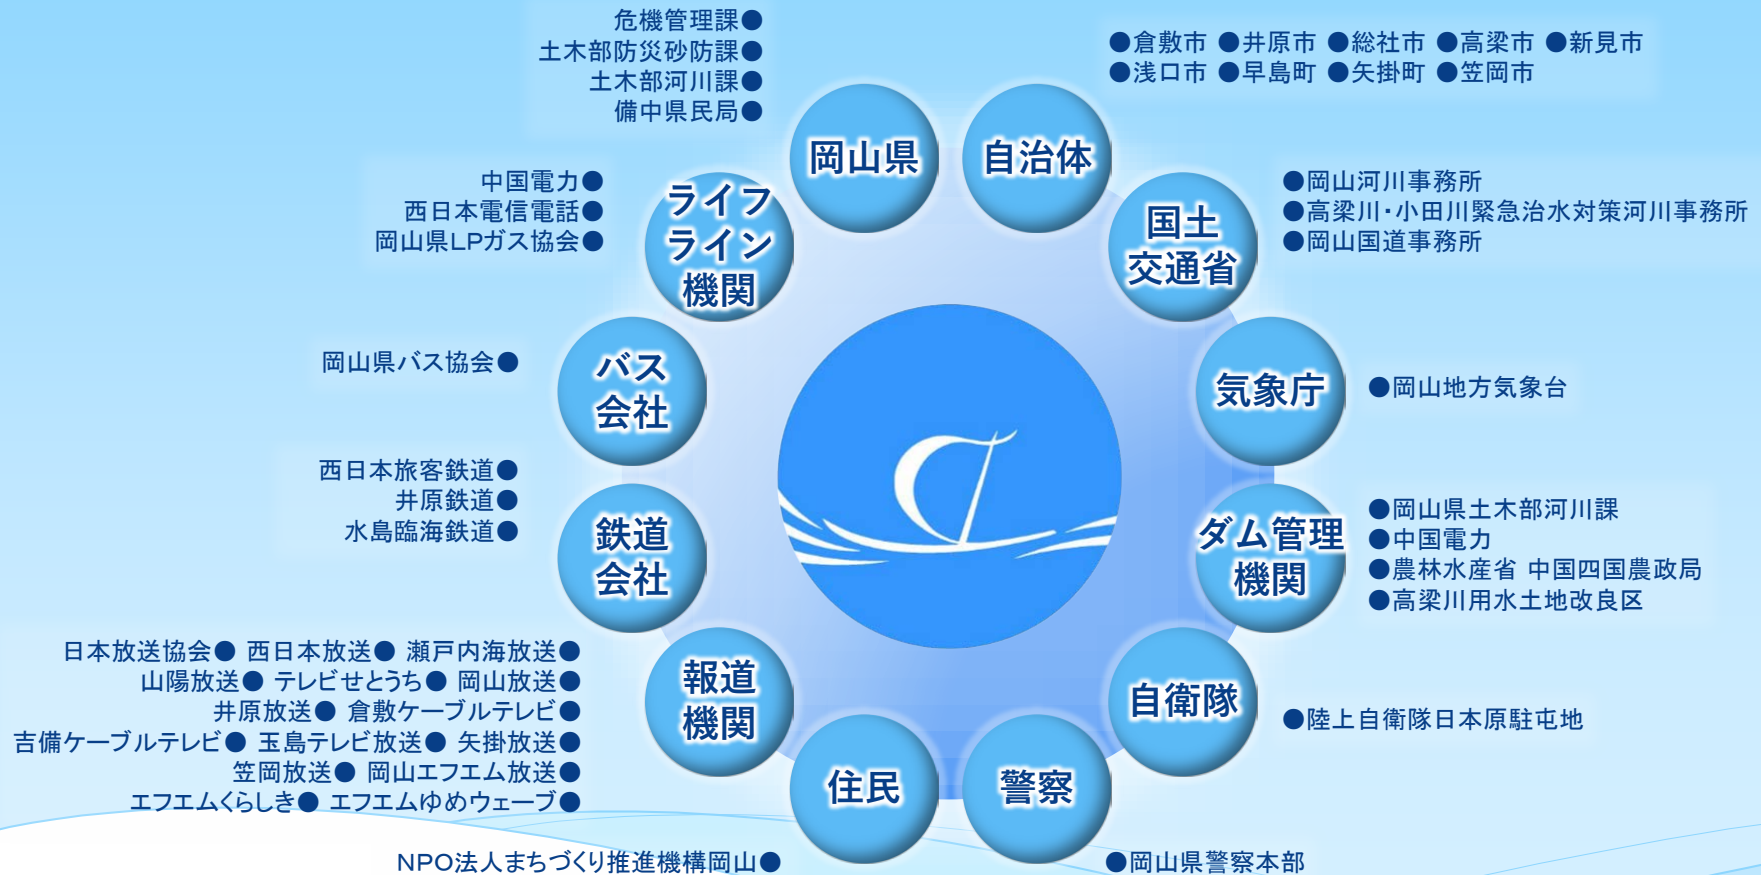 危機管理課●
土木部防災砂防課●
土木部河川課●
備中県民局●
岡山県
●倉敷市 ●井原市 ●総社市 ●高梁市 ●新見市
●浅口市 ●早島町 ●矢掛町 ●笠岡市
自治体
●岡山河川事務所
●高梁川・小田川緊急治水対策河川事務所
●岡山国道事務所
国土
交通省
●岡山地方気象台
気象庁
●岡山県土木部河川課
●中国電力
●農林水産省 中国四国農政局
●高梁川用水土地改良区
ダム管理
機関
●陸上自衛隊日本原駐屯地
自衛隊
●岡山県警察本部
警察
NPO法人まちづくり推進機構岡山●
住民
日本放送協会● 西日本放送● 瀬戸内海放送●
山陽放送● テレビせとうち● 岡山放送●
井原放送● 倉敷ケーブルテレビ●
吉備ケーブルテレビ● 玉島テレビ放送● 矢掛放送●
笠岡放送● 岡山エフエム放送●
エフエムくらしき● エフエムゆめウェーブ●
報道
機関
西日本旅客鉄道●
井原鉄道●
水島臨海鉄道●
鉄道
会社
岡山県バス協会●
バス
会社
中国電力●
西日本電信電話●
岡山県LPガス協会●
ライフ
ライン
機関